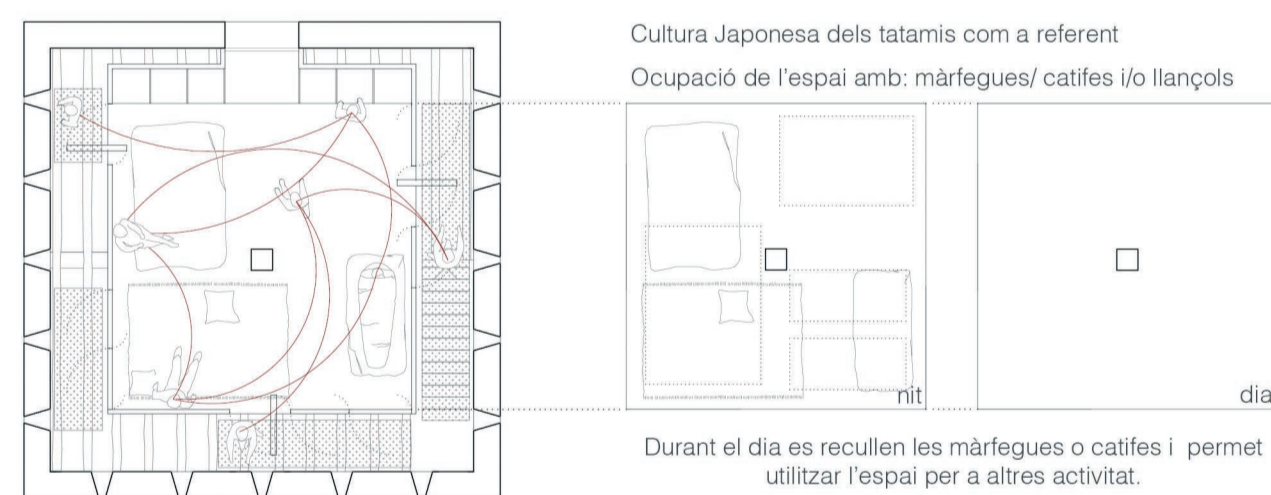 Cultura Japonesa dels tatamis com a referent
Ocupació de l'espai amb: màrfegues/ catifes i/o llançols
nit
dia
Durant el dia es recullen les màrfegues o catifes i  permet
utilitzar l'espai per a altres activitat.